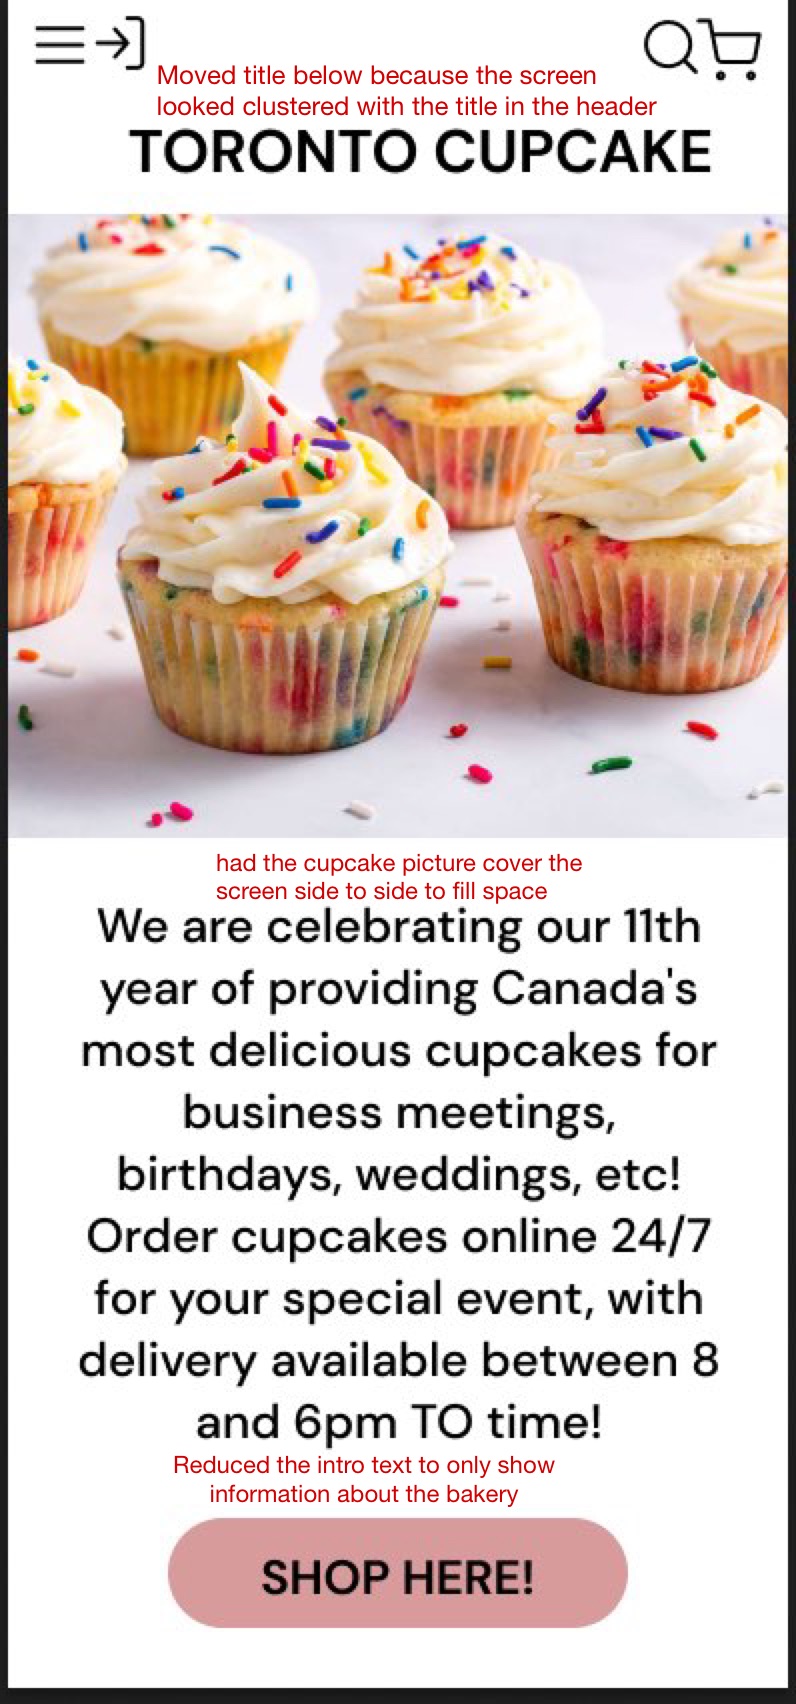 Moved title below because the screen
looked clustered with the title in the header
TORONTO CUPCAKE
had the cupcake picture cover the
screen side to side to fill space
We are celebrating our 11th
year of providing Canada's
most delicious cupcakes for
business meetings,
birthdays, weddings, etc!
Order cupcakes online 24/7
for your special event, with
delivery available between 8
and 6pm TO time!
Reduced the intro text to only show
information about the bakery
SHOP HERE!